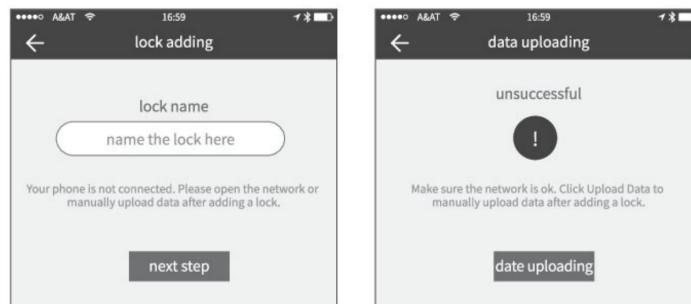 A&AT 16:59
lock adding
lock name
name the lock here
Your phone is not connected. Please open the network or
manually upload data after adding a lock.
next step
A&AT 16:59
data uploading
unsuccessful
!
Make sure the network is ok. Click Upload Data to
manually upload data after adding a lock.
date uploading